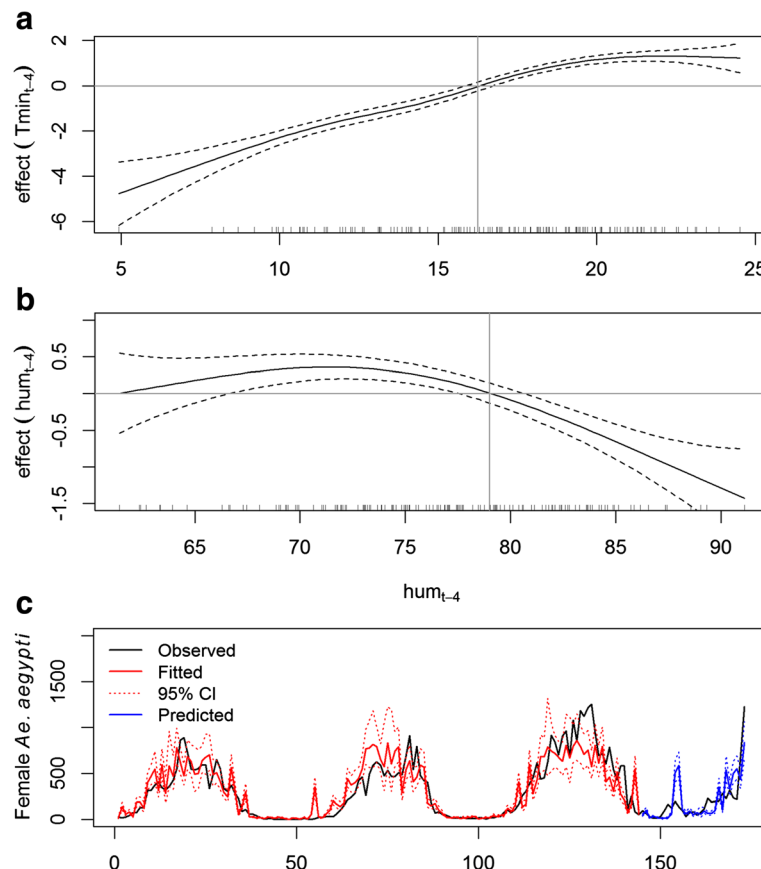 a
effect ( Tmin t−4)
2
0
-2
-4
-6
5
10
15
20
25
b
effect ( hum t−4)
0.5
-0.5
-1.5
65
70
75
80
85
90
hum t−4
c
Female Ae. aegypti
1500
500
0
Observed
Fitted
95% CI
Predicted
0
50
100
150